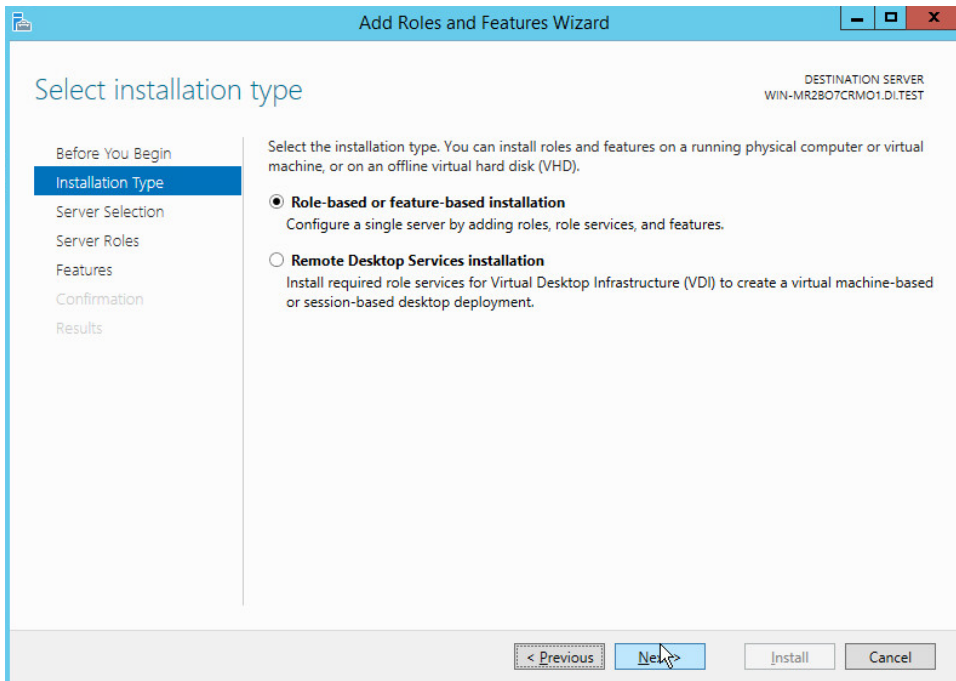 Add Roles and Features Wizard
Select installation type
DESTINATION SERVER
WIN-MR2BO7CRMO1.DI.TEST
Before You Begin
Installation Type
Server Selection
Server Roles
Features
Confirmation
Results
Select the installation type. You can install roles and features on a running physical computer or virtual
machine, or on an offline virtual hard disk (VHD).
Role-based or feature-based installation
Configure a single server by adding roles, role services, and features.
Remote Desktop Services installation
Install required role services for Virtual Desktop Infrastructure (VDI) to create a virtual machine-based
or session-based desktop deployment.
< Previous
Next >
Install
Cancel